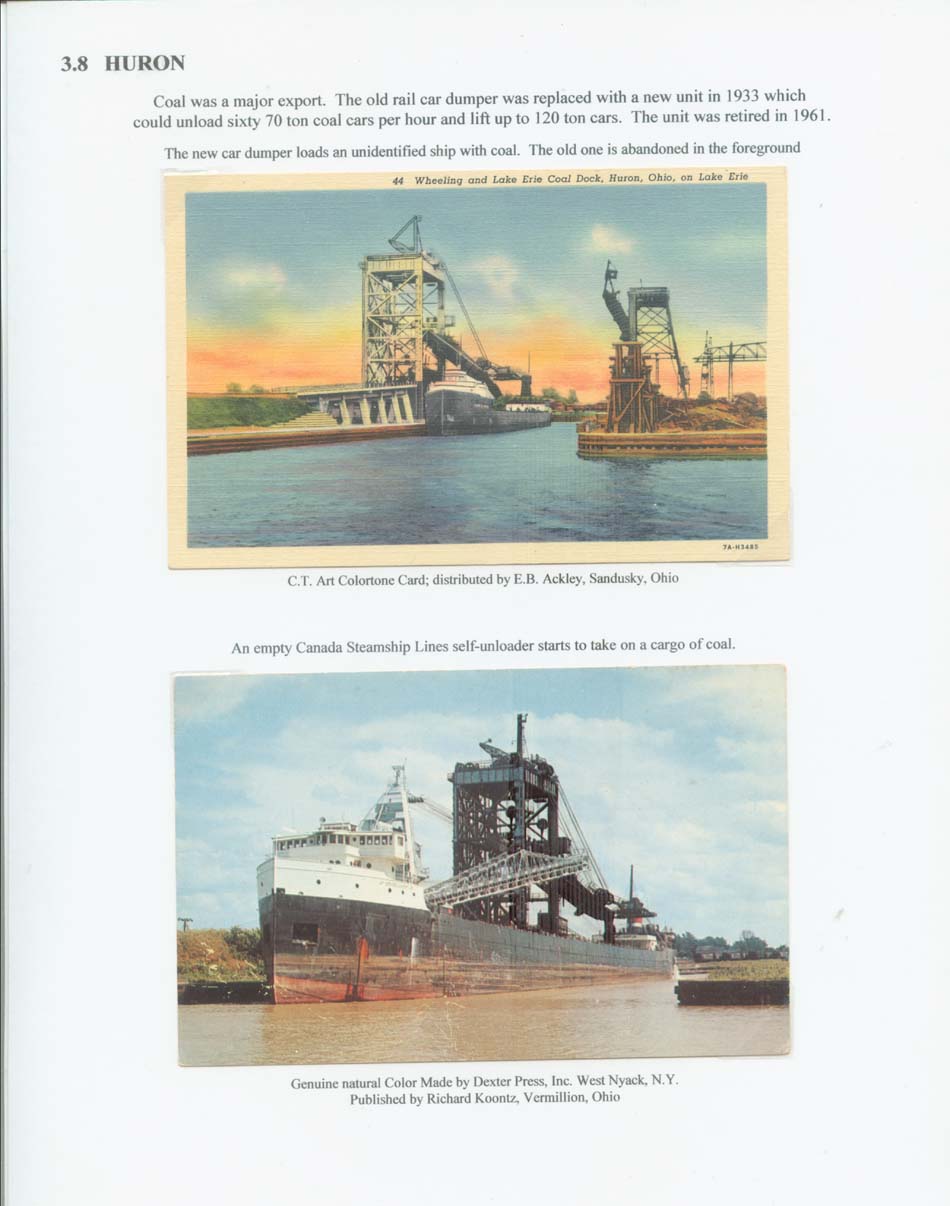 3.8 HURON
Coal was a major export. The old rail car dumper was replaced with a new unit in 1933 which
could unload sixty 70 ton coal cars per hour and lift up to 120 ton cars. The unit was retired in 1961.
The new car dumper loads an unidentified ship with coal. The old one is abandoned in the foreground
44 Wheeling and Lake Erie Coal Dock, Huron, Ohio, on Lake Erie
7A-H3485
C.T. Art Colortone Card; distributed by E.B. Ackley, Sandusky, Ohio
An empty Canada Steamship Lines self-unloader starts to take on a cargo of coal.
Genuine natural Color Made by Dexter Press, Inc. West Nyack, N.Y.
Published by Richard Koontz, Vermillion, Ohio